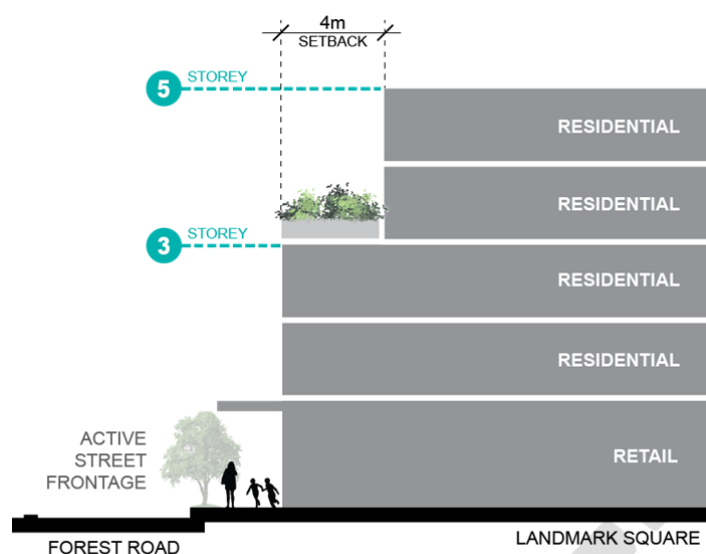 4m
SETBACK
5 STOREY
RESIDENTIAL
RESIDENTIAL
3 STOREY
RESIDENTIAL
RESIDENTIAL
ACTIVE
STREET
FRONTAGE
RETAIL
FOREST ROAD
LANDMARK SQUARE